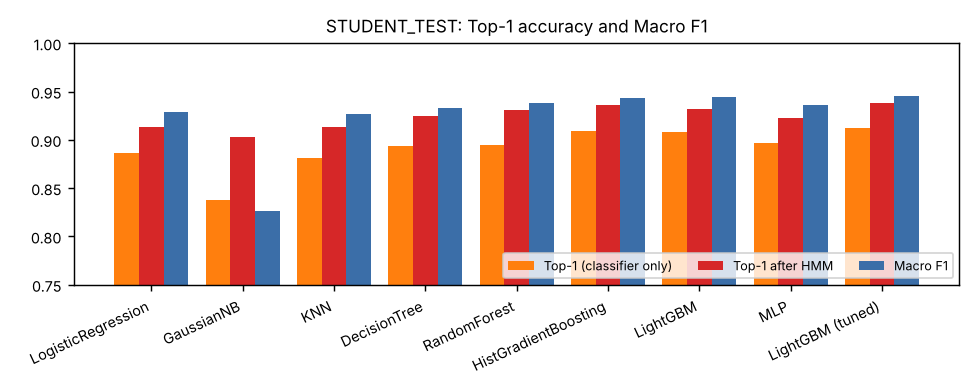 STUDENT_TEST: Top-1 accuracy and Macro F1
1.00
0.95
0.90
0.85
0.80
0.75
Top-1 (classifier only) Top-1 after HMM Macro F1
LogisticRegression GaussianNB KNN DecisionTree RandomForest HistGradientBoosting LightGBM MLP LightGBM (tuned)